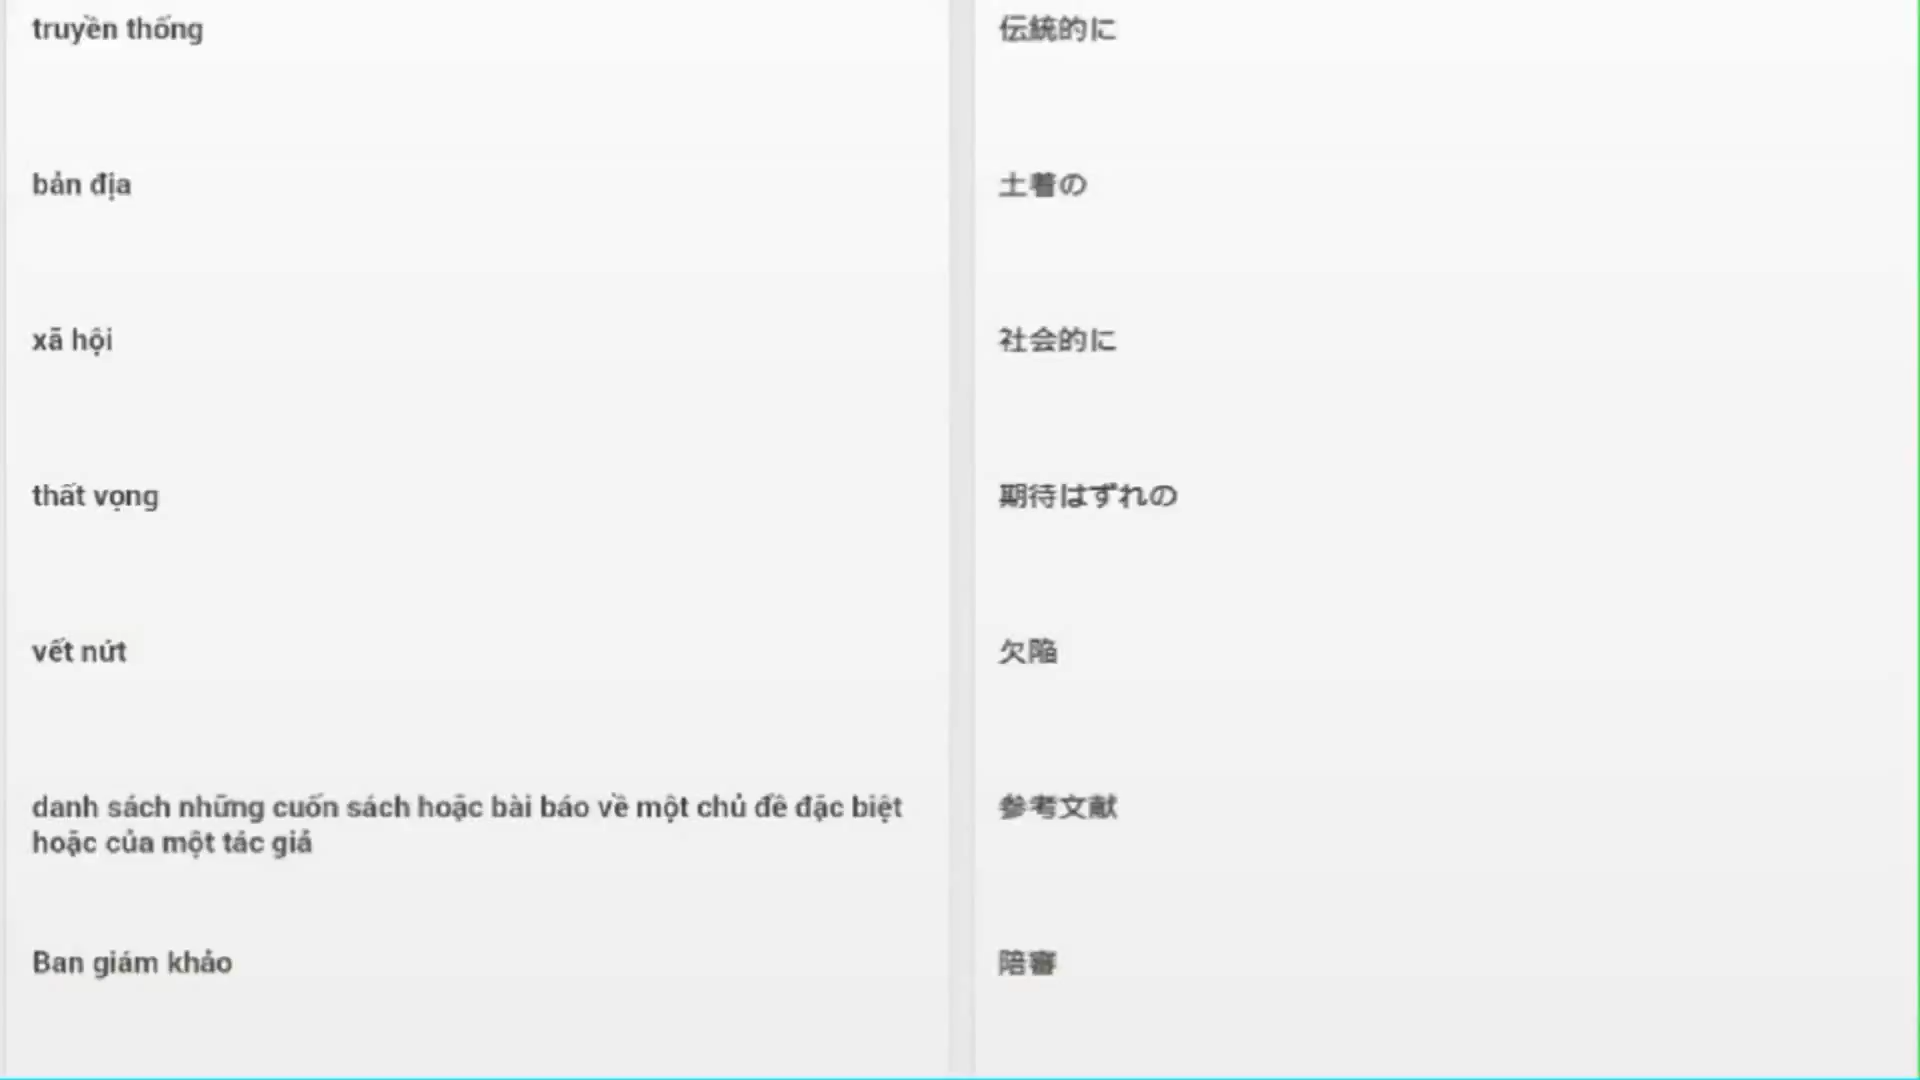 truyền thống
伝統的に
bản địa
土着の
xã hội
社会的に
thất vọng
期待はずれの
vết nứt
欠陥
danh sách những cuốn sách hoặc bài báo về một chủ đề đặc biệt
hoặc của một tác giả
参考文献
Ban giám khảo
陪審